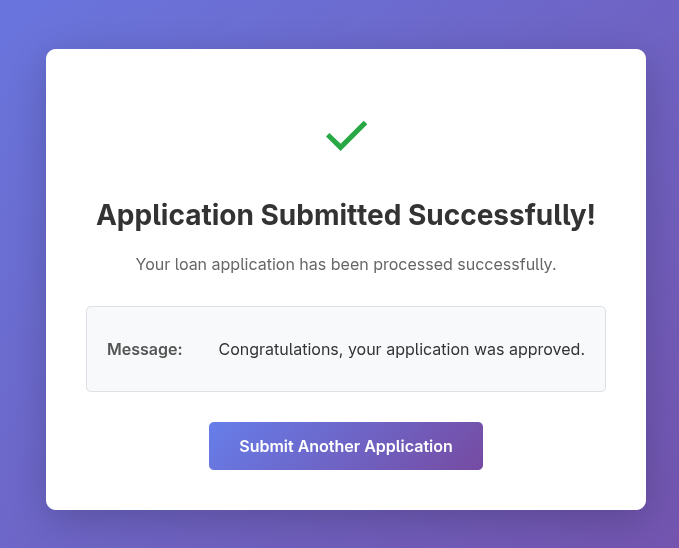 Application Submitted Successfully!
Your loan application has been processed successfully.
Message: Congratulations, your application was approved.
Submit Another Application